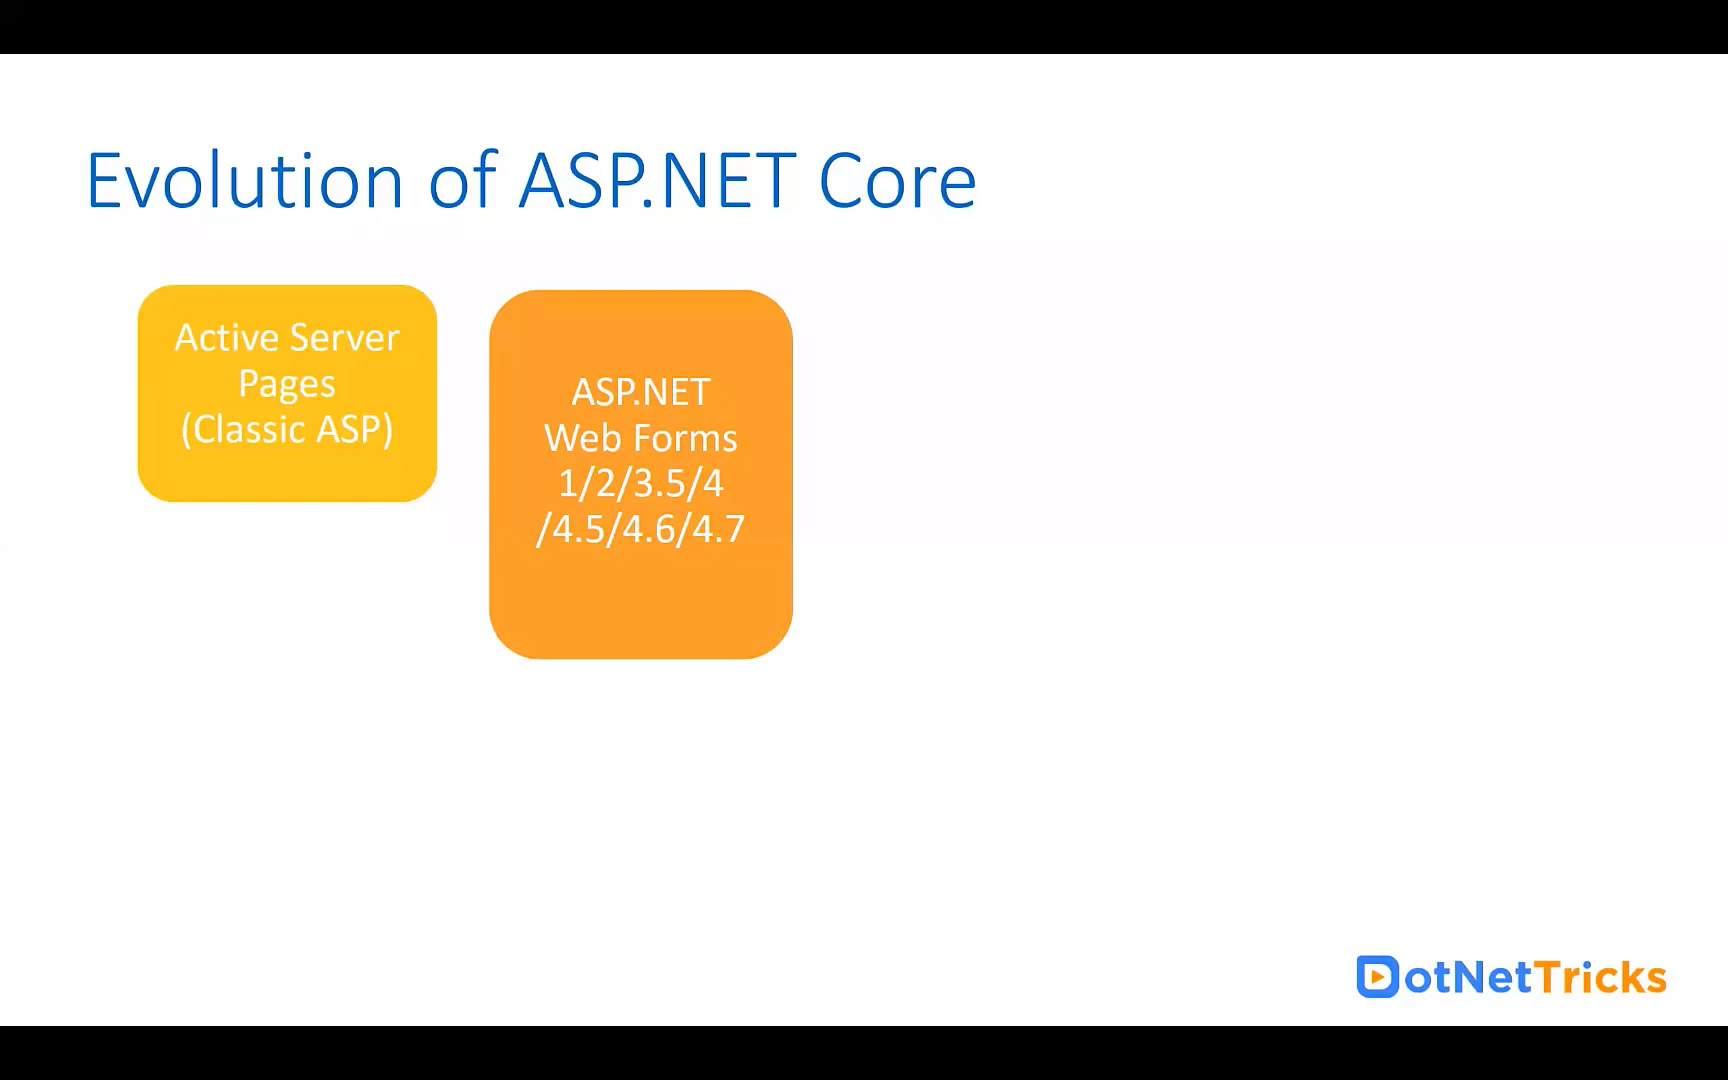 Evolution of ASP.NET Core
Active Server
Pages
(Classic ASP)
ASP.NET
Web Forms
1/2/3.5/4
/4.5/4.6/4.7
DotNetTricks